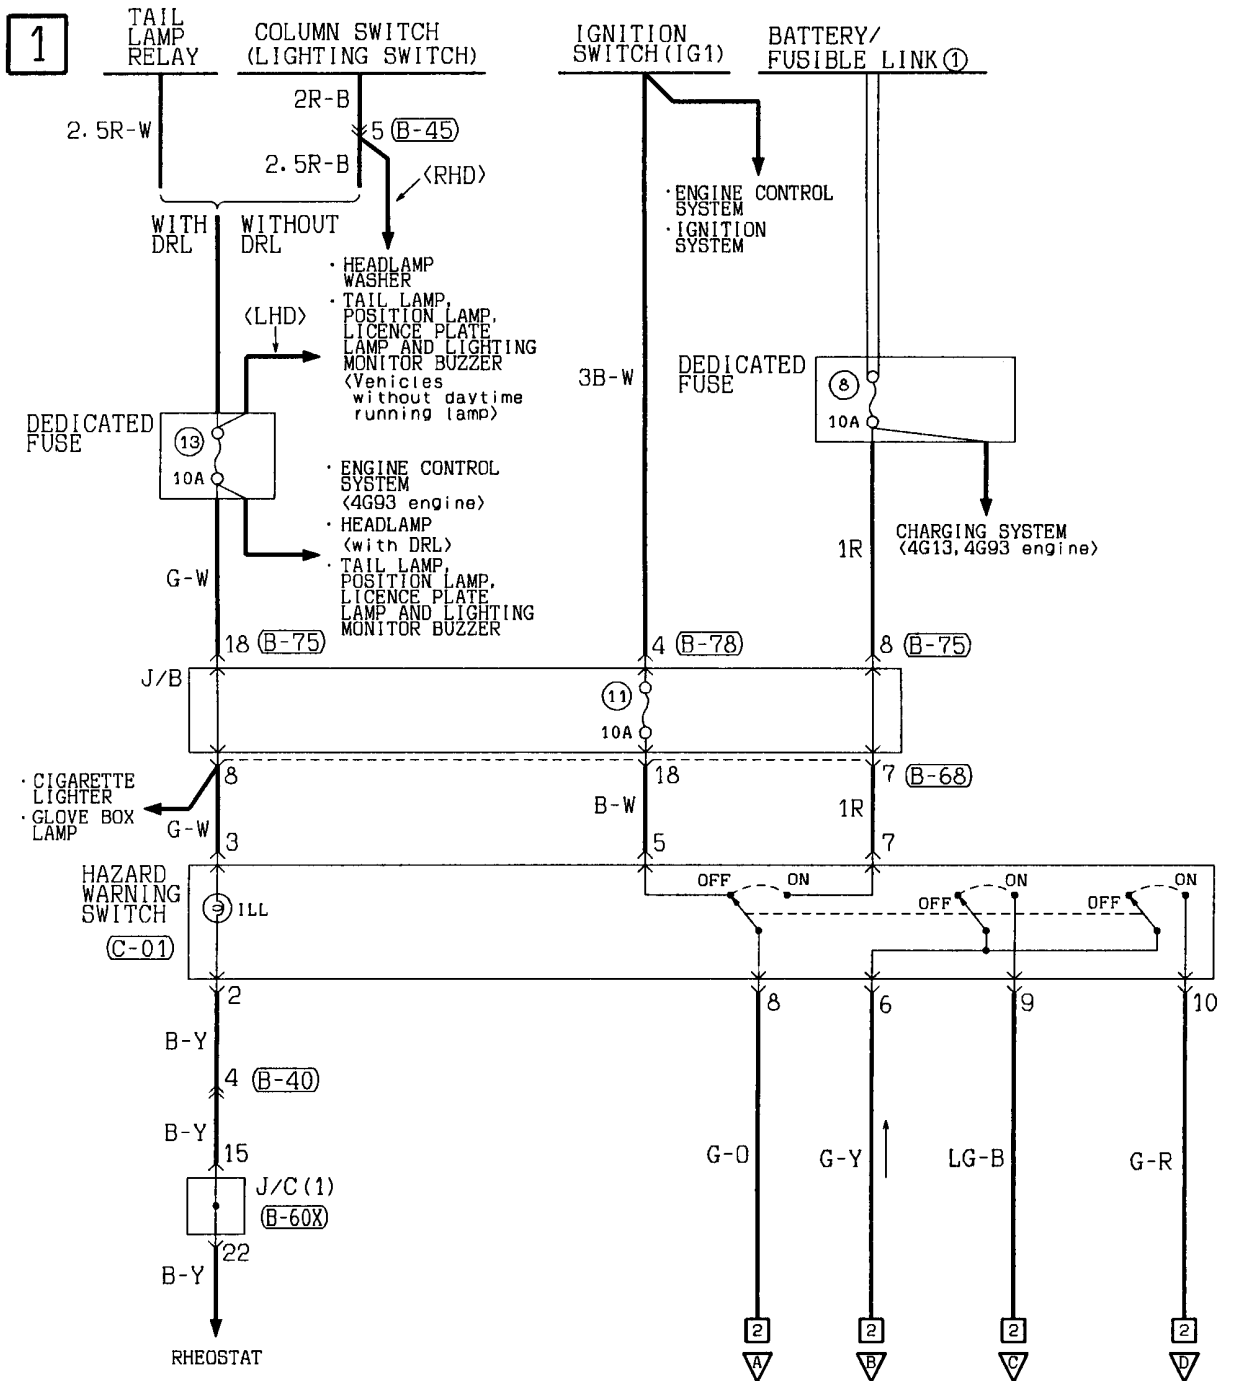 1
TAIL
LAMP
RELAY
COLUMN SWITCH
(LIGHTING SWITCH)
IGNITION
SWITCH(IG1)
BATTERY/
FUSIBLE LINK①
2R-B
2.5R-W
5 (B-45)
2.5R-B
<RHD>
WITH
DRL
WITHOUT
DRL
· ENGINE CONTROL
SYSTEM
· IGNITION
SYSTEM
· HEADLAMP
WASHER
· TAIL LAMP,
POSITION LAMP,
LICENCE PLATE
LAMP AND LIGHTING
MONITOR BUZZER
<Vehicles
without daytime
running lamp>
<LHD>
3B-W
DEDICATED
FUSE
8
10A
DEDICATED
FUSE
13
10A
· ENGINE CONTROL
SYSTEM
<4G93 engine>
· HEADLAMP
<with DRL>
· TAIL LAMP,
POSITION LAMP,
LICENCE PLATE
LAMP AND LIGHTING
MONITOR BUZZER
CHARGING SYSTEM
<4G13,4G93 engine>
1R
G-W
18 (B-75)
4 (B-78)
8 (B-75)
J/B
11
10A
8
18
7 (B-68)
· CIGARETTE
LIGHTER
· GLOVE BOX
LAMP
G-W
B-W
1R
3
5
7
HAZARD
WARNING
SWITCH
(C-01)
ILL
OFF
ON
OFF
ON
OFF
ON
2
8
6
9
10
B-Y
4 (B-40)
B-Y
15
G-O
G-Y
LG-B
G-R
J/C(1)
(B-60X)
22
B-Y
RHEOSTAT
2
2
2
2
A
B
C
D